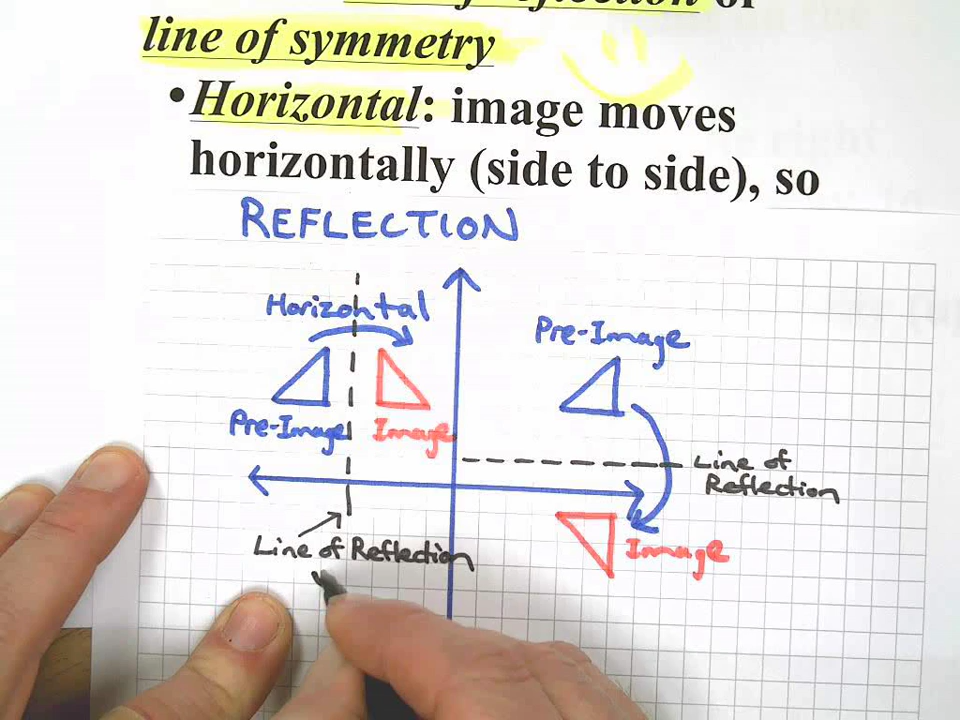 line of symmetry
•Horizontal: image moves
horizontally (side to side), so
REFLECTION
Horizontal
Pre-Image
Pre-Image
Image
Line of
Reflection
Line of Reflection
Image